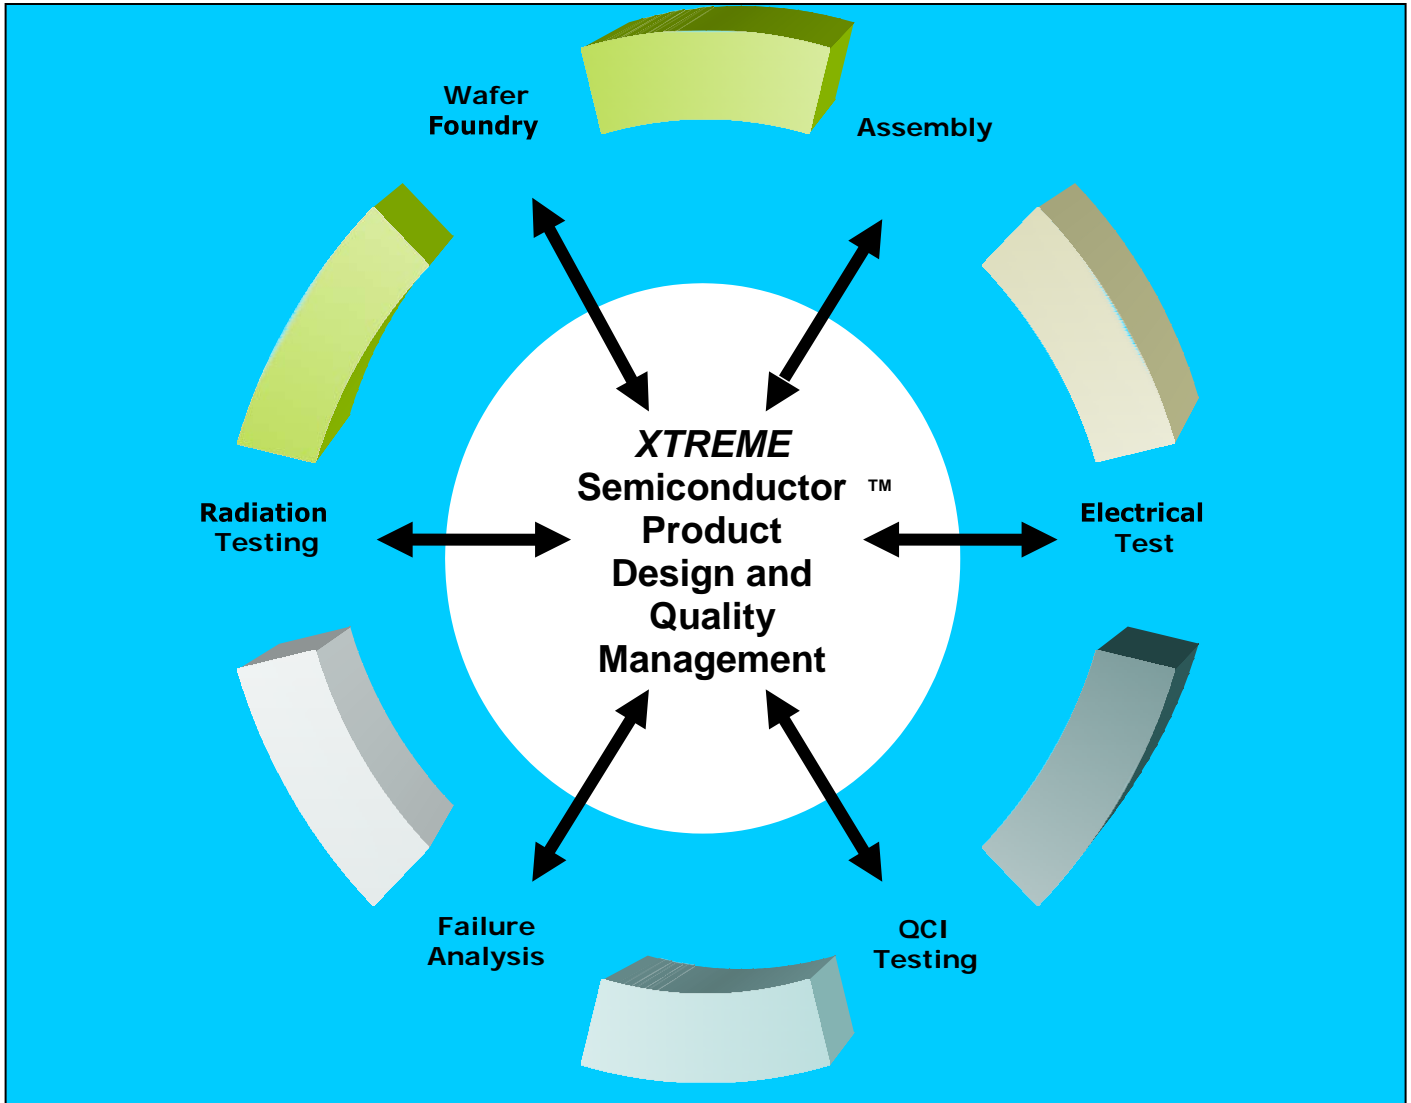 Wafer
Foundry
Assembly
XTREME
Semiconductor ™
Product
Design and
Quality
Management
Radiation
Testing
Electrical
Test
Failure
Analysis
QCI
Testing